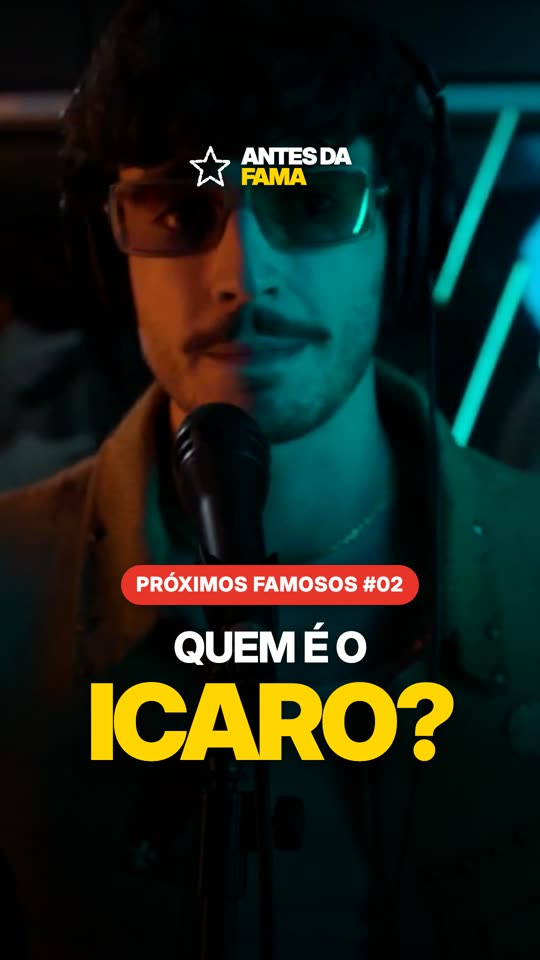 ANTES DA
FAMA
PRÓXIMOS FAMOSOS #02
QUEM É O
ICARO?